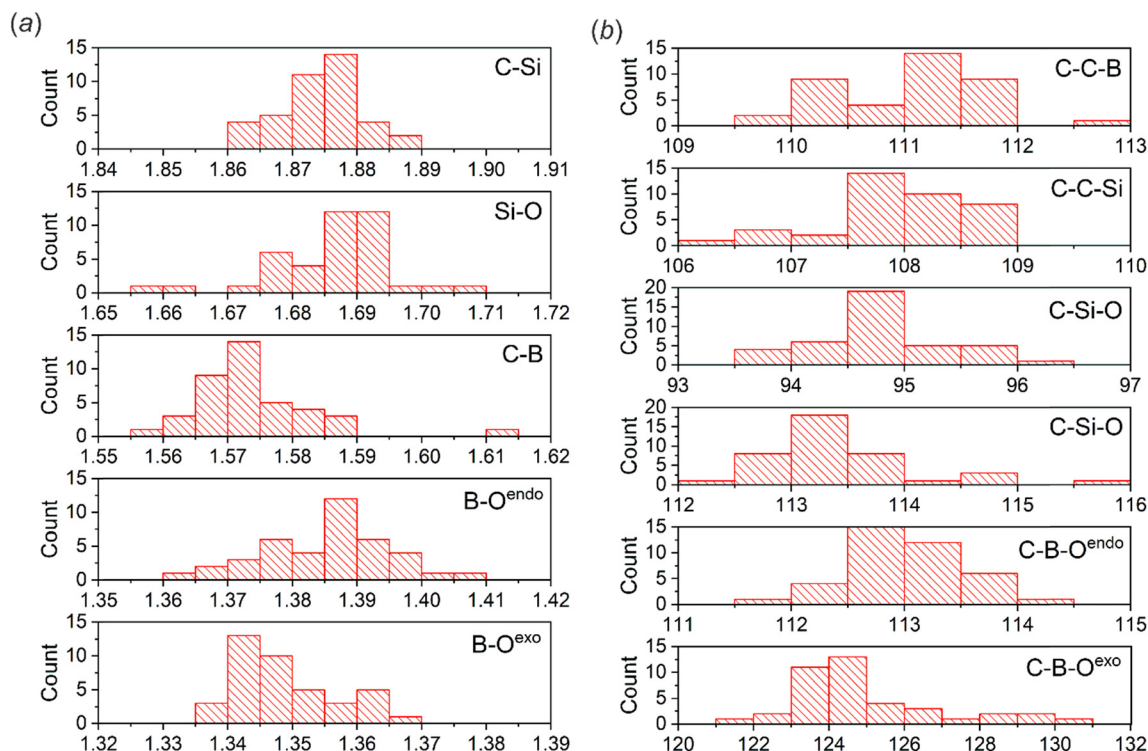 (a)
15
10
5
0
Count
C-Si
1.84 1.85 1.86 1.87 1.88 1.89 1.90 1.91
15
10
5
0
Count
Si-O
1.65 1.66 1.67 1.68 1.69 1.70 1.71 1.72
15
10
5
0
Count
C-B
1.55 1.56 1.57 1.58 1.59 1.60 1.61 1.62
15
10
5
0
Count
B-O^endo
1.35 1.36 1.37 1.38 1.39 1.40 1.41 1.42
15
10
5
0
Count
B-O^exo
1.32 1.33 1.34 1.35 1.36 1.37 1.38 1.39
(b)
15
10
5
0
Count
C-C-B
109 110 111 112 113
15
10
5
0
Count
C-C-Si
106 107 108 109 110
20
15
10
5
0
Count
C-Si-O
93 94 95 96 97
20
15
10
5
0
Count
C-Si-O
112 113 114 115 116
15
10
5
0
Count
C-B-O^endo
111 112 113 114 115
15
10
5
0
Count
C-B-O^exo
120 122 124 126 128 130 132